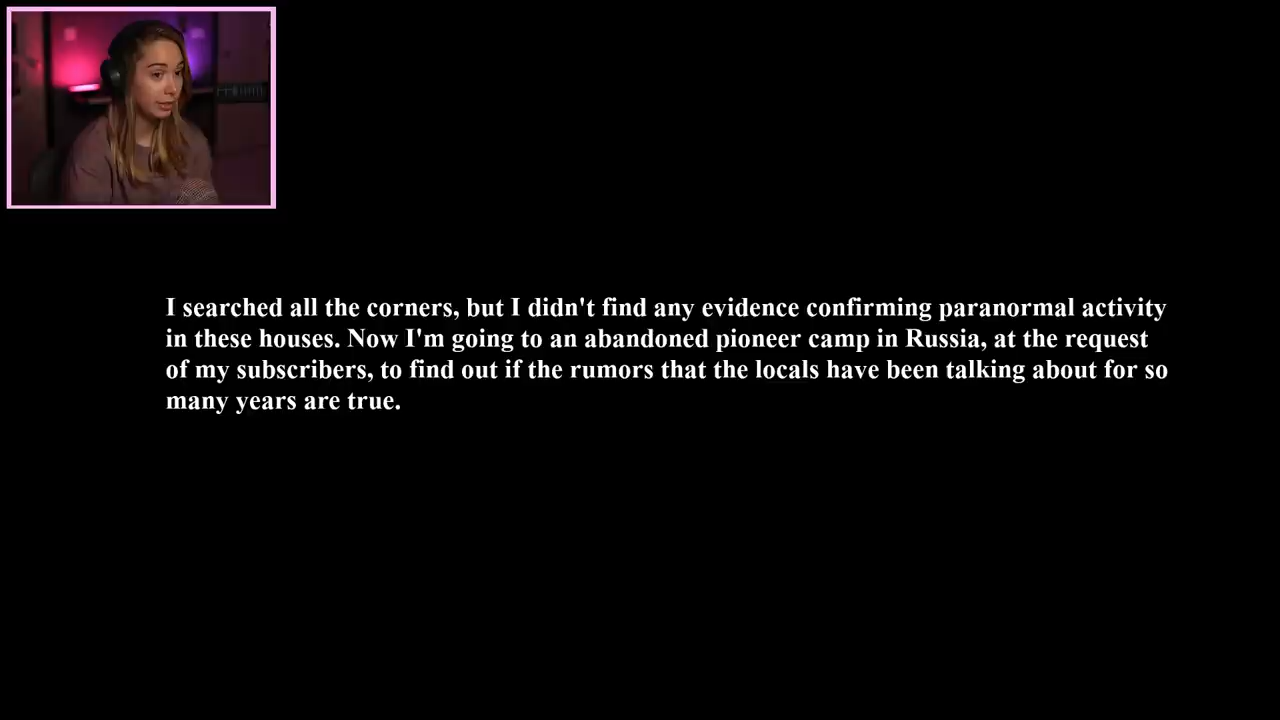 I searched all the corners, but I didn't find any evidence confirming paranormal activity
in these houses. Now I'm going to an abandoned pioneer camp in Russia, at the request
of my subscribers, to find out if the rumors that the locals have been talking about for so
many years are true.